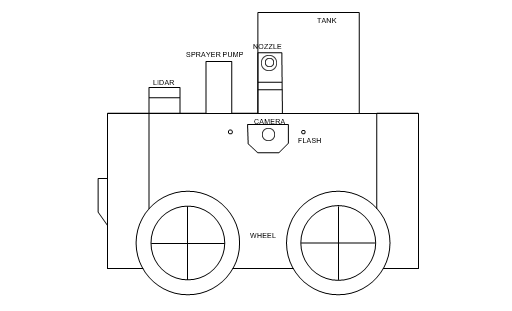 TANK
NOZZLE
SPRAYER PUMP
LIDAR
CAMERA
FLASH
WHEEL